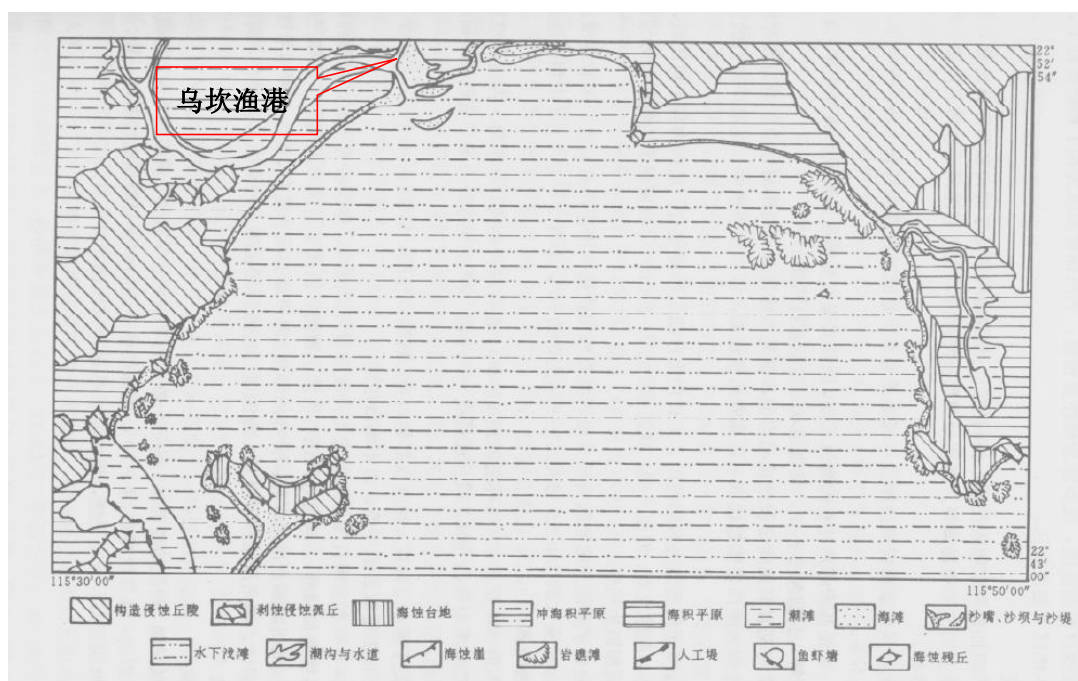 22°
52′
54″
乌坎渔港
22°
43′
00″
115°30′00″
115°50′00″
构造侵蚀丘陵
剥蚀侵蚀孤丘
海蚀台地
冲海积平原
海积平原
潮滩
海滩
沙嘴、沙坝与沙堤
水下浅滩
潮沟与水道
海蚀崖
岩礁滩
人工堤
鱼虾塘
海蚀残丘